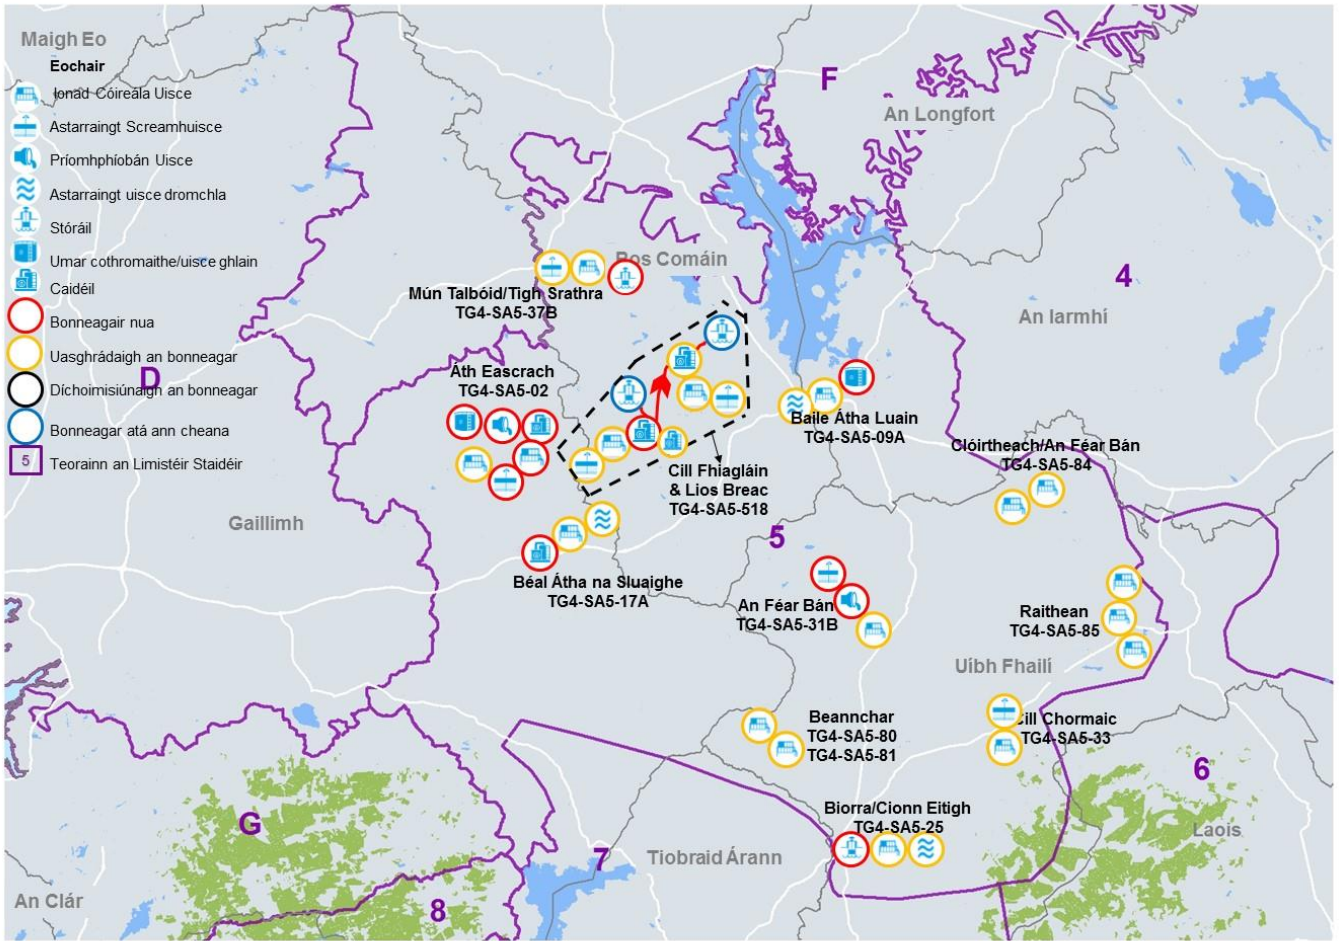 Maigh Eo
Eochair
Ionad Cóireála Uisce
Astarraingt Screamhuisce
Príomhphíobán Uisce
Astarraingt uisce dromchla
Stóráil
Umar cothromaithe/uisce ghlain
Caidéil
Bonneagair nua
Uasghrádaigh an bonneagar
Díchoimisiúnaigh an bonneagar
Bonneagar atá ann cheana
5 Teorainn an Limistéir Staidéir
D
F
An Longfort
4
An Iarmhí
Ros Comáin
Mún Talbóid/Tigh Srathra
TG4-SA5-37B
Áth Eascrach
TG4-SA5-02
Baile Átha Luain
TG4-SA5-09A
Clóirtheach/An Féar Bán
TG4-SA5-84
Cill Fhiagláin
& Lios Breac
TG4-SA5-518
Gaillimh
5
Béal Átha na Sluaighe
TG4-SA5-17A
An Féar Bán
TG4-SA5-31B
Raithean
TG4-SA5-85
Uíbh Fhailí
Beannchar
TG4-SA5-80
TG4-SA5-81
Cill Chormaic
TG4-SA5-33
6
Biorra/Cionn Eitigh
TG4-SA5-25
G
Laois
7
Tiobraid Árann
An Clár
8